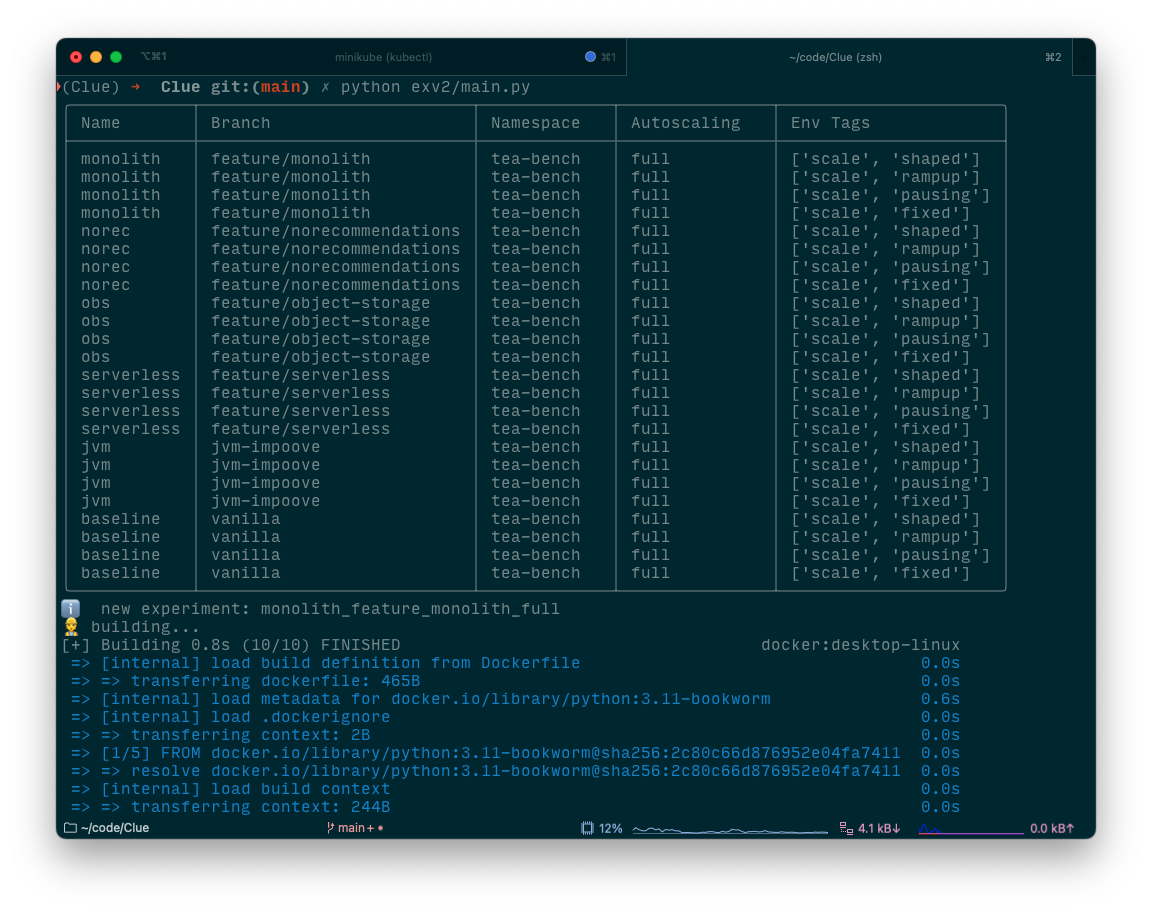 ⌥⌘1 minikube (kubectl) ⌘1 ~/code/Clue (zsh) ⌘2
(Clue) → Clue git:(main) ✗ python exv2/main.py
Name Branch Namespace Autoscaling Env Tags
monolith feature/monolith tea-bench full ['scale', 'shaped']
monolith feature/monolith tea-bench full ['scale', 'rampup']
monolith feature/monolith tea-bench full ['scale', 'pausing']
monolith feature/monolith tea-bench full ['scale', 'fixed']
norec feature/norecommendations tea-bench full ['scale', 'shaped']
norec feature/norecommendations tea-bench full ['scale', 'rampup']
norec feature/norecommendations tea-bench full ['scale', 'pausing']
norec feature/norecommendations tea-bench full ['scale', 'fixed']
obs feature/object-storage tea-bench full ['scale', 'shaped']
obs feature/object-storage tea-bench full ['scale', 'rampup']
obs feature/object-storage tea-bench full ['scale', 'pausing']
obs feature/object-storage tea-bench full ['scale', 'fixed']
serverless feature/serverless tea-bench full ['scale', 'shaped']
serverless feature/serverless tea-bench full ['scale', 'rampup']
serverless feature/serverless tea-bench full ['scale', 'pausing']
serverless feature/serverless tea-bench full ['scale', 'fixed']
jvm jvm-impoove tea-bench full ['scale', 'shaped']
jvm jvm-impoove tea-bench full ['scale', 'rampup']
jvm jvm-impoove tea-bench full ['scale', 'pausing']
jvm jvm-impoove tea-bench full ['scale', 'fixed']
baseline vanilla tea-bench full ['scale', 'shaped']
baseline vanilla tea-bench full ['scale', 'rampup']
baseline vanilla tea-bench full ['scale', 'pausing']
baseline vanilla tea-bench full ['scale', 'fixed']
ℹ️ new experiment: monolith_feature_monolith_full
👷 building...
[+] Building 0.8s (10/10) FINISHED docker:desktop-linux
=> [internal] load build definition from Dockerfile 0.0s
=> => transferring dockerfile: 465B 0.0s
=> [internal] load metadata for docker.io/library/python:3.11-bookworm 0.6s
=> [internal] load .dockerignore 0.0s
=> => transferring context: 2B 0.0s
=> [1/5] FROM docker.io/library/python:3.11-bookworm@sha256:2c80c66d876952e04fa7411 0.0s
=> => resolve docker.io/library/python:3.11-bookworm@sha256:2c80c66d876952e04fa7411 0.0s
=> [internal] load build context 0.0s
=> => transferring context: 244B 0.0s
~/code/Clue main+• 12% 4.1 kB↓ 0.0 kB↑